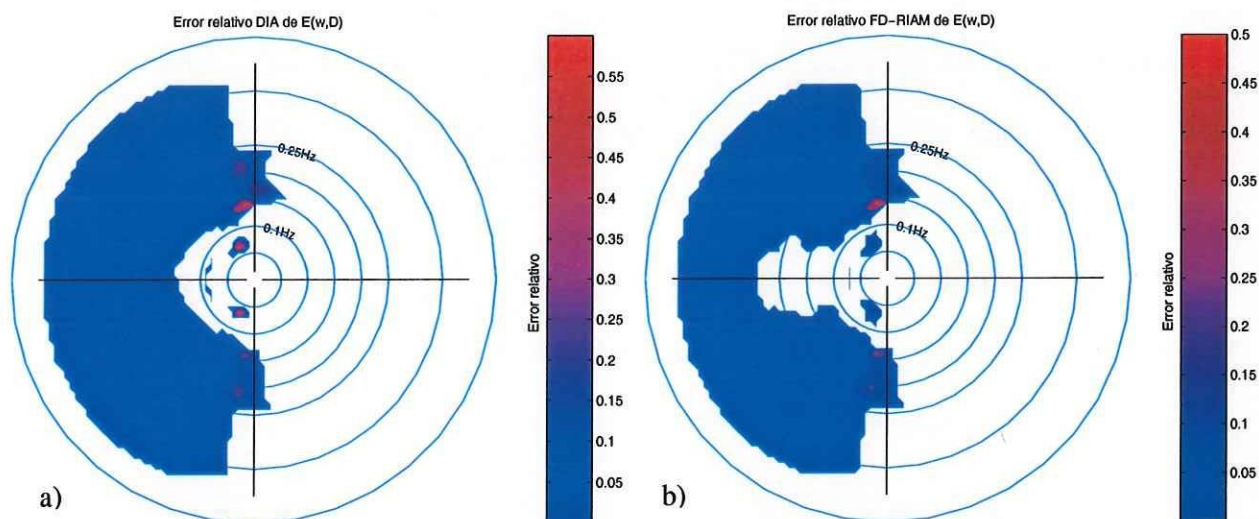 Error relativo DIA de E(w,D)
0.25Hz
0.1Hz
a)
Error relativo
0.55
0.5
0.45
0.4
0.35
0.3
0.25
0.2
0.15
0.1
0.05
Error relativo FD-RIAM de E(w,D)
0.25Hz
0.1Hz
b)
Error relativo
0.5
0.45
0.4
0.35
0.3
0.25
0.2
0.15
0.1
0.05